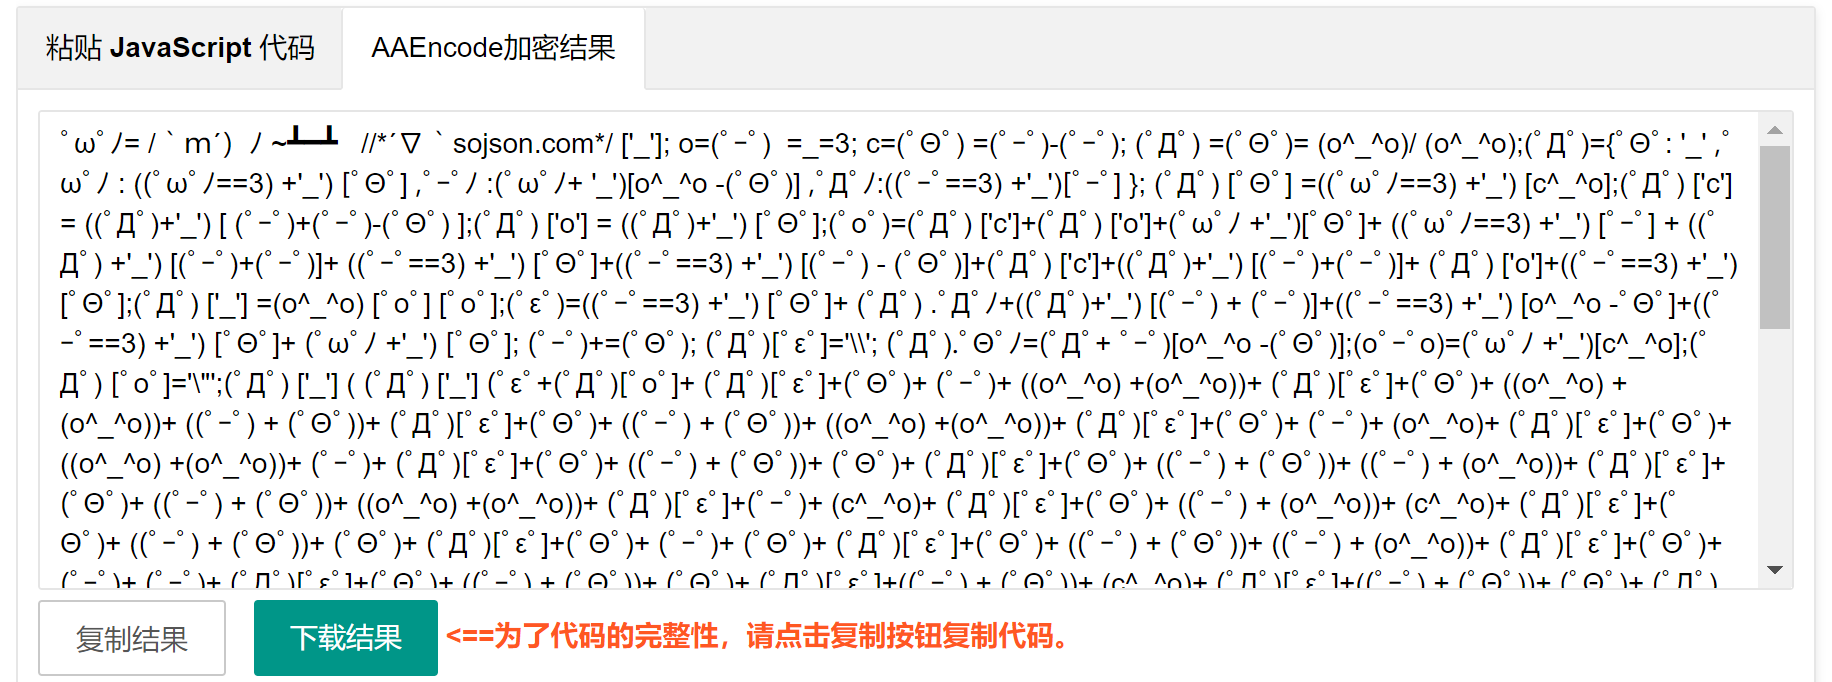 粘贴 JavaScript 代码 AAEncode加密结果
ﾟωﾟﾉ= /｀ｍ´）ﾉ ~┻━┻   //*´∇｀sojson.com*/ ['_']; o=(ﾟｰﾟ)  =_=3; c=(ﾟΘﾟ) =(ﾟｰﾟ)-(ﾟｰﾟ); (ﾟДﾟ) =(ﾟΘﾟ)= (o^_^o)/ (o^_^o);(ﾟДﾟ)={ﾟΘﾟ: '_' ,ﾟ
ωﾟﾉ : ((ﾟωﾟﾉ==3) +'_') [ﾟΘﾟ] ,ﾟｰﾟﾉ :(ﾟωﾟﾉ+ '_')[o^_^o -(ﾟΘﾟ)] ,ﾟДﾟﾉ:((ﾟｰﾟ==3) +'_')[ﾟｰﾟ] }; (ﾟДﾟ) [ﾟΘﾟ] =((ﾟωﾟﾉ==3) +'_') [c^_^o];(ﾟДﾟ) ['c']
= ((ﾟДﾟ)+'_') [ (ﾟｰﾟ)+(ﾟｰﾟ)-(ﾟΘﾟ) ];(ﾟДﾟ) ['o'] = ((ﾟДﾟ)+'_') [ﾟΘﾟ];(ﾟoﾟ)=(ﾟДﾟ) ['c']+(ﾟДﾟ) ['o']+(ﾟωﾟﾉ +'_')[ﾟΘﾟ]+ ((ﾟωﾟﾉ==3) +'_') [ﾟｰﾟ] + ((ﾟ
Дﾟ) +'_') [(ﾟｰﾟ)+(ﾟｰﾟ)]+ ((ﾟｰﾟ==3) +'_') [ﾟΘﾟ]+((ﾟｰﾟ==3) +'_') [(ﾟｰﾟ) - (ﾟΘﾟ)]+(ﾟДﾟ) ['c']+((ﾟДﾟ)+'_') [(ﾟｰﾟ)+(ﾟｰﾟ)]+ (ﾟДﾟ) ['o']+((ﾟｰﾟ==3) +'_')
[ﾟΘﾟ];(ﾟДﾟ) ['_'] =(o^_^o) [ﾟoﾟ] [ﾟoﾟ];(ﾟεﾟ)=((ﾟｰﾟ==3) +'_') [ﾟΘﾟ]+ (ﾟДﾟ) .ﾟДﾟﾉ+((ﾟДﾟ)+'_') [(ﾟｰﾟ) + (ﾟｰﾟ)]+((ﾟｰﾟ==3) +'_') [o^_^o -ﾟΘﾟ]+((ﾟ
ｰﾟ==3) +'_') [ﾟΘﾟ]+ (ﾟωﾟﾉ +'_') [ﾟΘﾟ]; (ﾟｰﾟ)+=(ﾟΘﾟ); (ﾟДﾟ)[ﾟεﾟ]='\\'; (ﾟДﾟ).ﾟΘﾟﾉ=(ﾟДﾟ+ ﾟｰﾟ)[o^_^o -(ﾟΘﾟ)];(oﾟｰﾟo)=(ﾟωﾟﾉ +'_')[c^_^o];(ﾟ
Дﾟ) [ﾟoﾟ]='\"';(ﾟДﾟ) ['_'] ( (ﾟДﾟ) ['_'] (ﾟεﾟ+(ﾟДﾟ)[ﾟoﾟ]+ (ﾟДﾟ)[ﾟεﾟ]+(ﾟΘﾟ)+ (ﾟｰﾟ)+ ((o^_^o) +(o^_^o))+ (ﾟДﾟ)[ﾟεﾟ]+(ﾟΘﾟ)+ ((o^_^o) +
(o^_^o))+ ((ﾟｰﾟ) + (ﾟΘﾟ))+ (ﾟДﾟ)[ﾟεﾟ]+(ﾟΘﾟ)+ ((ﾟｰﾟ) + (ﾟΘﾟ))+ ((o^_^o) +(o^_^o))+ (ﾟДﾟ)[ﾟεﾟ]+(ﾟΘﾟ)+ (ﾟｰﾟ)+ (o^_^o)+ (ﾟДﾟ)[ﾟεﾟ]+(ﾟΘﾟ)+
((o^_^o) +(o^_^o))+ (ﾟｰﾟ)+ (ﾟДﾟ)[ﾟεﾟ]+(ﾟΘﾟ)+ ((ﾟｰﾟ) + (ﾟΘﾟ))+ (ﾟΘﾟ)+ (ﾟДﾟ)[ﾟεﾟ]+(ﾟΘﾟ)+ ((ﾟｰﾟ) + (ﾟΘﾟ))+ ((ﾟｰﾟ) + (o^_^o))+ (ﾟДﾟ)[ﾟεﾟ]+
(ﾟΘﾟ)+ ((ﾟｰﾟ) + (ﾟΘﾟ))+ ((o^_^o) +(o^_^o))+ (ﾟДﾟ)[ﾟεﾟ]+(ﾟｰﾟ)+ (c^_^o)+ (ﾟДﾟ)[ﾟεﾟ]+(ﾟΘﾟ)+ ((ﾟｰﾟ) + (o^_^o))+ (c^_^o)+ (ﾟДﾟ)[ﾟεﾟ]+(ﾟ
Θﾟ)+ ((ﾟｰﾟ) + (ﾟΘﾟ))+ (ﾟΘﾟ)+ (ﾟДﾟ)[ﾟεﾟ]+(ﾟΘﾟ)+ (ﾟｰﾟ)+ (ﾟΘﾟ)+ (ﾟДﾟ)[ﾟεﾟ]+(ﾟΘﾟ)+ ((ﾟｰﾟ) + (ﾟΘﾟ))+ ((ﾟｰﾟ) + (o^_^o))+ (ﾟДﾟ)[ﾟεﾟ]+(ﾟΘﾟ)+
(ﾟｰﾟ)+ (ﾟｰﾟ)+ (ﾟДﾟ)[ﾟεﾟ]+(ﾟΘﾟ)+ ((ﾟｰﾟ) + (ﾟΘﾟ))+ (ﾟΘﾟ)+ (ﾟДﾟ)[ﾟεﾟ]+((ﾟｰﾟ) + (ﾟΘﾟ))+ (c^_^o)+ (ﾟДﾟ)[ﾟεﾟ]+((ﾟｰﾟ) + (ﾟΘﾟ))+ (ﾟΘﾟ)+ (ﾟДﾟ)
复制结果 下载结果 <==为了代码的完整性，请点击复制按钮复制代码。